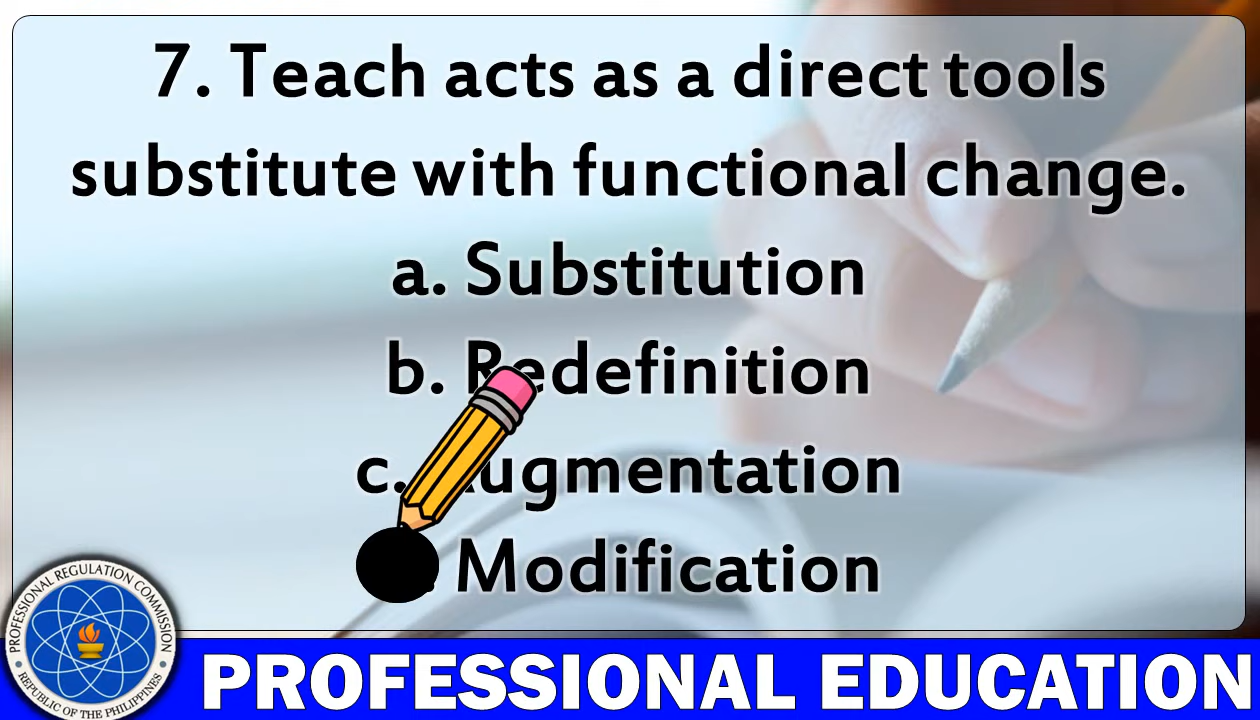 7. Teach acts as a direct tools
substitute with functional change.
a. Substitution
b. Redefinition
c. Augmentation
Modification
PROFESSIONAL REGULATION COMMISSION
REPUBLIC OF THE PHILIPPINES
PROFESSIONAL EDUCATION